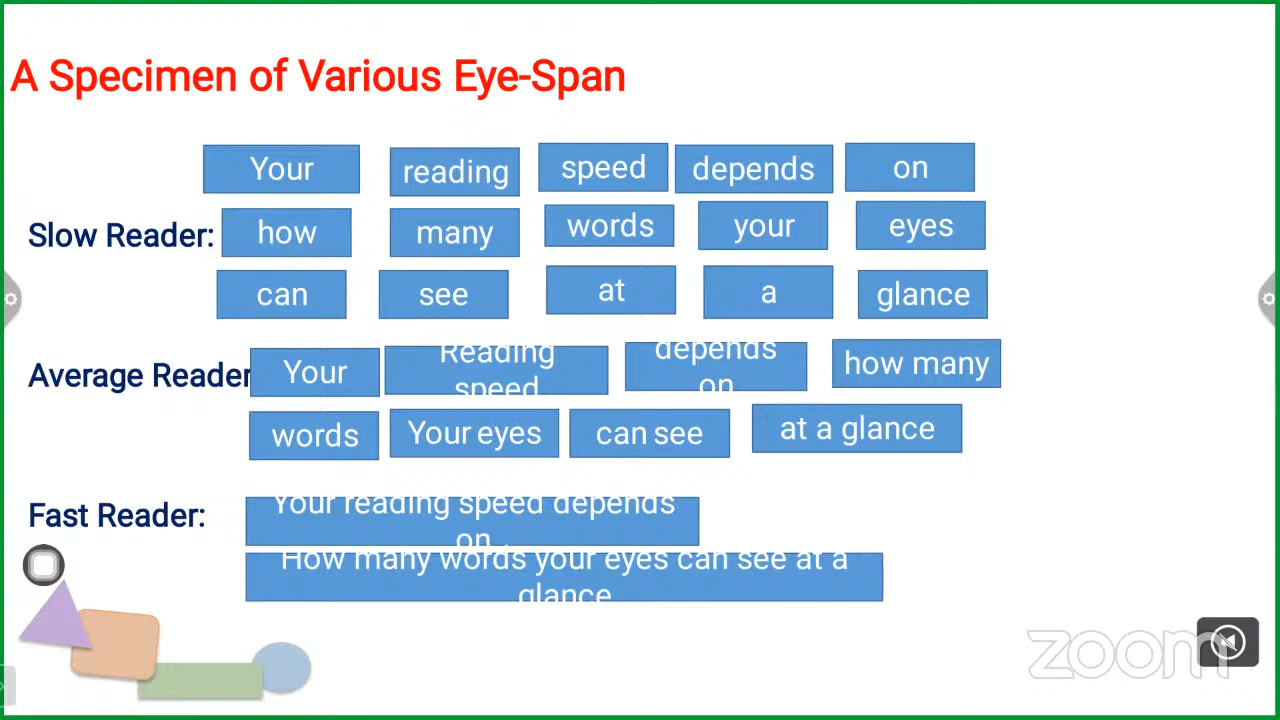 A Specimen of Various Eye-Span
Your reading speed depends on
Slow Reader: how many words your eyes
can see at a glance
Average Reader Your Reading speed depends on how many
words Your eyes can see at a glance
Fast Reader: Your reading speed depends on
How many words your eyes can see at a glance
zoom